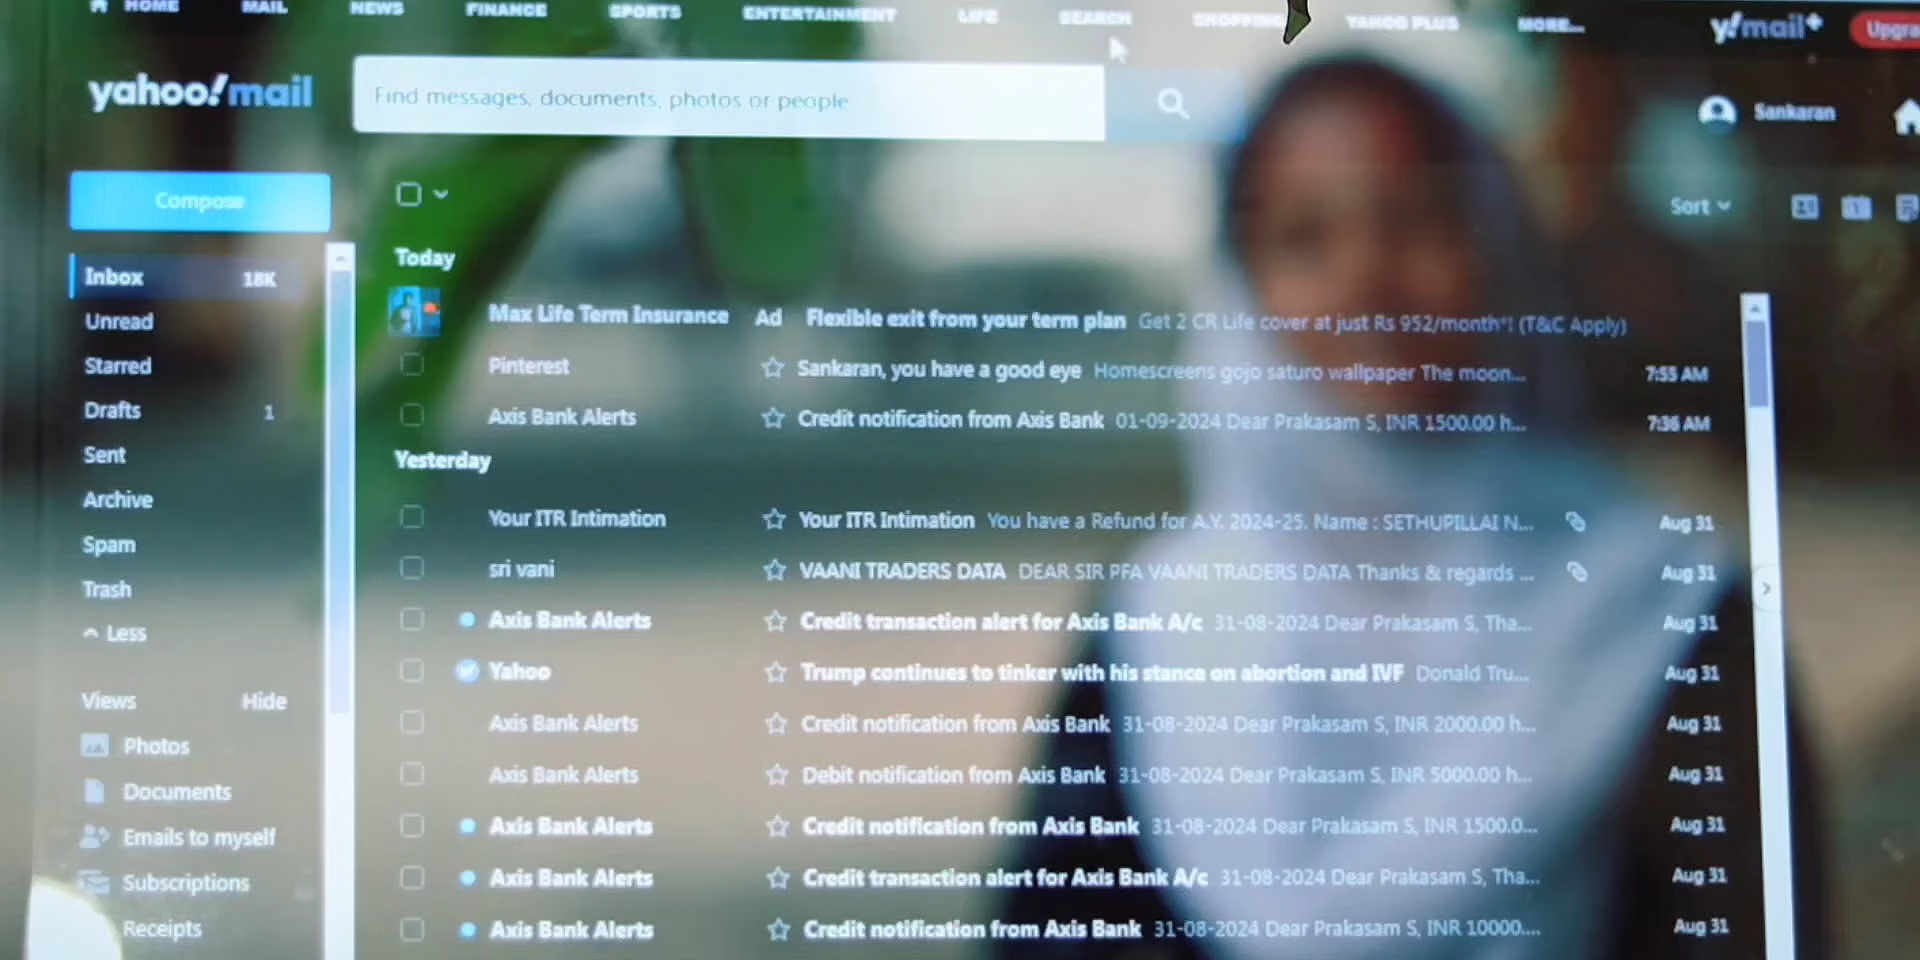 HOME MAIL NEWS FINANCE SPORTS ENTERTAINMENT LIFE SEARCH SHOPPING YAHOO PLUS MORE...
y!mail+ Upgra
yahoo!mail Find messages, documents, photos or people Sankaran
Compose
Sort
Inbox 18K
Unread
Starred
Drafts 1
Sent
Archive
Spam
Trash
Less
Views Hide
Photos
Documents
Emails to myself
Subscriptions
Receipts
Today
Max Life Term Insurance Ad Flexible exit from your term plan Get 2 CR Life cover at just Rs 952/month*! (T&C Apply)
Pinterest Sankaran, you have a good eye Homescreens gojo saturo wallpaper The moon... 7:55 AM
Axis Bank Alerts Credit notification from Axis Bank 01-09-2024 Dear Prakasam S, INR 1500.00 h... 7:36 AM
Yesterday
Your ITR Intimation Your ITR Intimation You have a Refund for A.Y. 2024-25. Name : SETHUPILLAI N... Aug 31
sri vani VAANI TRADERS DATA DEAR SIR PFA VAANI TRADERS DATA Thanks & regards ... Aug 31
Axis Bank Alerts Credit transaction alert for Axis Bank A/c 31-08-2024 Dear Prakasam S, Tha... Aug 31
Yahoo Trump continues to tinker with his stance on abortion and IVF Donald Tru... Aug 31
Axis Bank Alerts Credit notification from Axis Bank 31-08-2024 Dear Prakasam S, INR 2000.00 h... Aug 31
Axis Bank Alerts Debit notification from Axis Bank 31-08-2024 Dear Prakasam S, INR 5000.00 h... Aug 31
Axis Bank Alerts Credit notification from Axis Bank 31-08-2024 Dear Prakasam S, INR 1500.0... Aug 31
Axis Bank Alerts Credit transaction alert for Axis Bank A/c 31-08-2024 Dear Prakasam S, Tha... Aug 31
Axis Bank Alerts Credit notification from Axis Bank 31-08-2024 Dear Prakasam S, INR 10000.... Aug 31